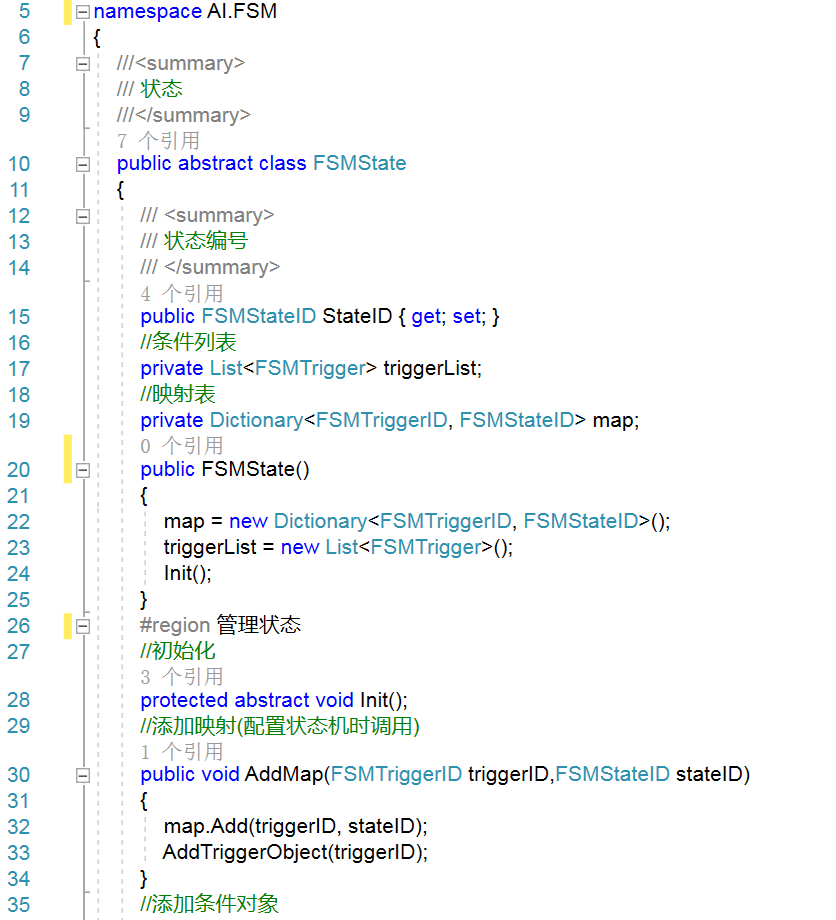 5 namespace AI.FSM
6 {
7 ///<summary>
8 /// 状态
9 ///</summary>
7 个引用
10 public abstract class FSMState
11 {
12 /// <summary>
13 /// 状态编号
14 /// </summary>
4 个引用
15 public FSMStateID StateID { get; set; }
16 //条件列表
17 private List<FSMTrigger> triggerList;
18 //映射表
19 private Dictionary<FSMTriggerID, FSMStateID> map;
0 个引用
20 public FSMState()
21 {
22 map = new Dictionary<FSMTriggerID, FSMStateID>();
23 triggerList = new List<FSMTrigger>();
24 Init();
25 }
26 #region 管理状态
27 //初始化
3 个引用
28 protected abstract void Init();
29 //添加映射(配置状态机时调用)
1 个引用
30 public void AddMap(FSMTriggerID triggerID,FSMStateID stateID)
31 {
32 map.Add(triggerID, stateID);
33 AddTriggerObject(triggerID);
34 }
35 //添加条件对象